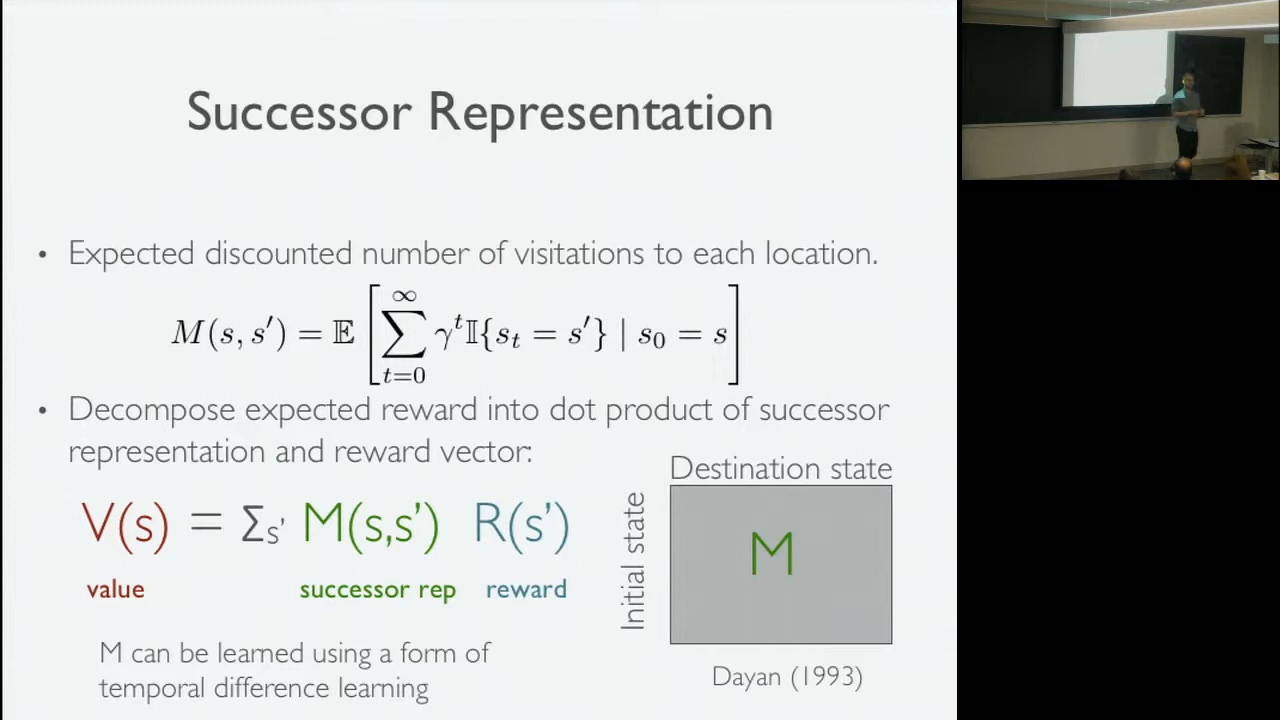 Successor Representation
• Expected discounted number of visitations to each location.
M(s, s′) = 𝔼 [ ∑_{t=0}^{∞} γ^t 𝕀{s_t = s′} | s_0 = s ]
• Decompose expected reward into dot product of successor
representation and reward vector:
V(s) = Σs' M(s,s') R(s')
value successor rep reward
M can be learned using a form of
temporal difference learning
Destination state
Initial state
M
Dayan (1993)